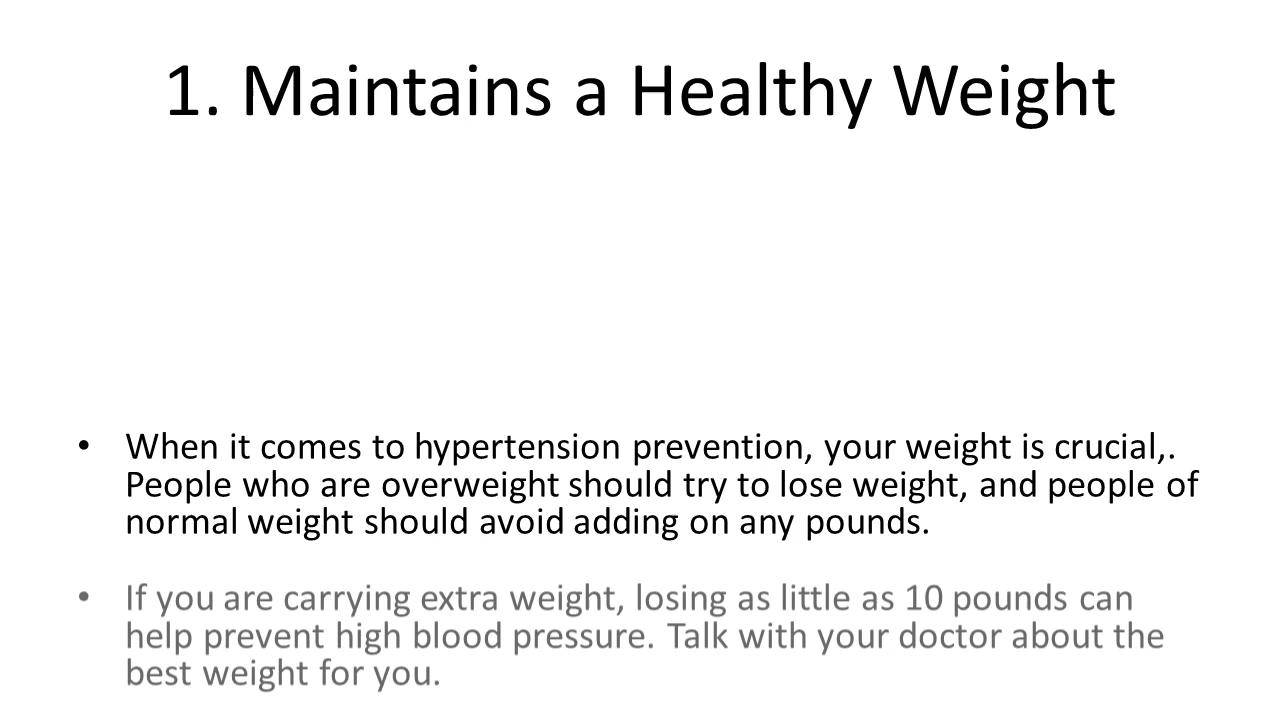 1. Maintains a Healthy Weight
• When it comes to hypertension prevention, your weight is crucial,.
People who are overweight should try to lose weight, and people of
normal weight should avoid adding on any pounds.
• If you are carrying extra weight, losing as little as 10 pounds can
help prevent high blood pressure. Talk with your doctor about the
best weight for you.